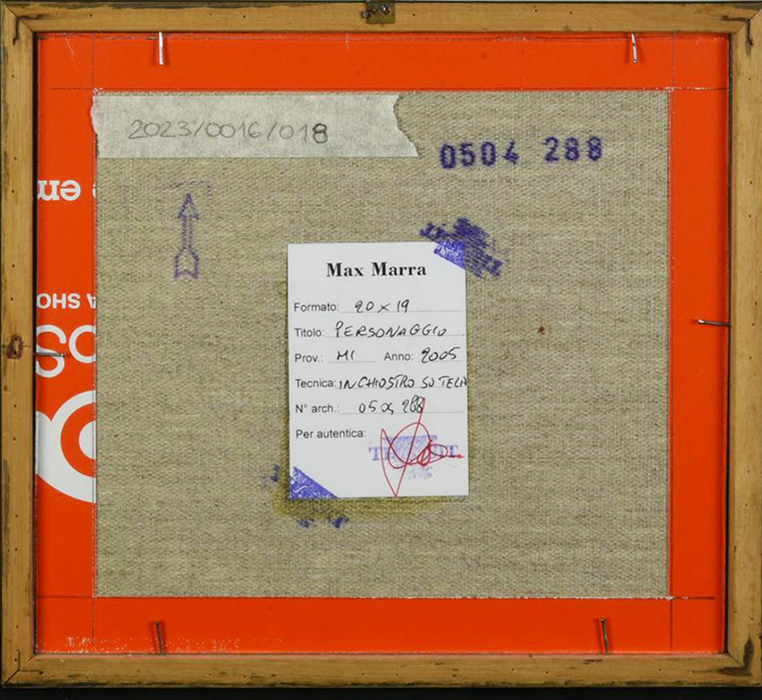 2023/0016/018
0504 288
Max Marra
Formato: 20 x 19
Titolo: PERSONAGGIO
Prov.: MI Anno: 2005
Tecnica: INCHIOSTRO SU TELA
N° arch.: 0504 288
Per autentica: